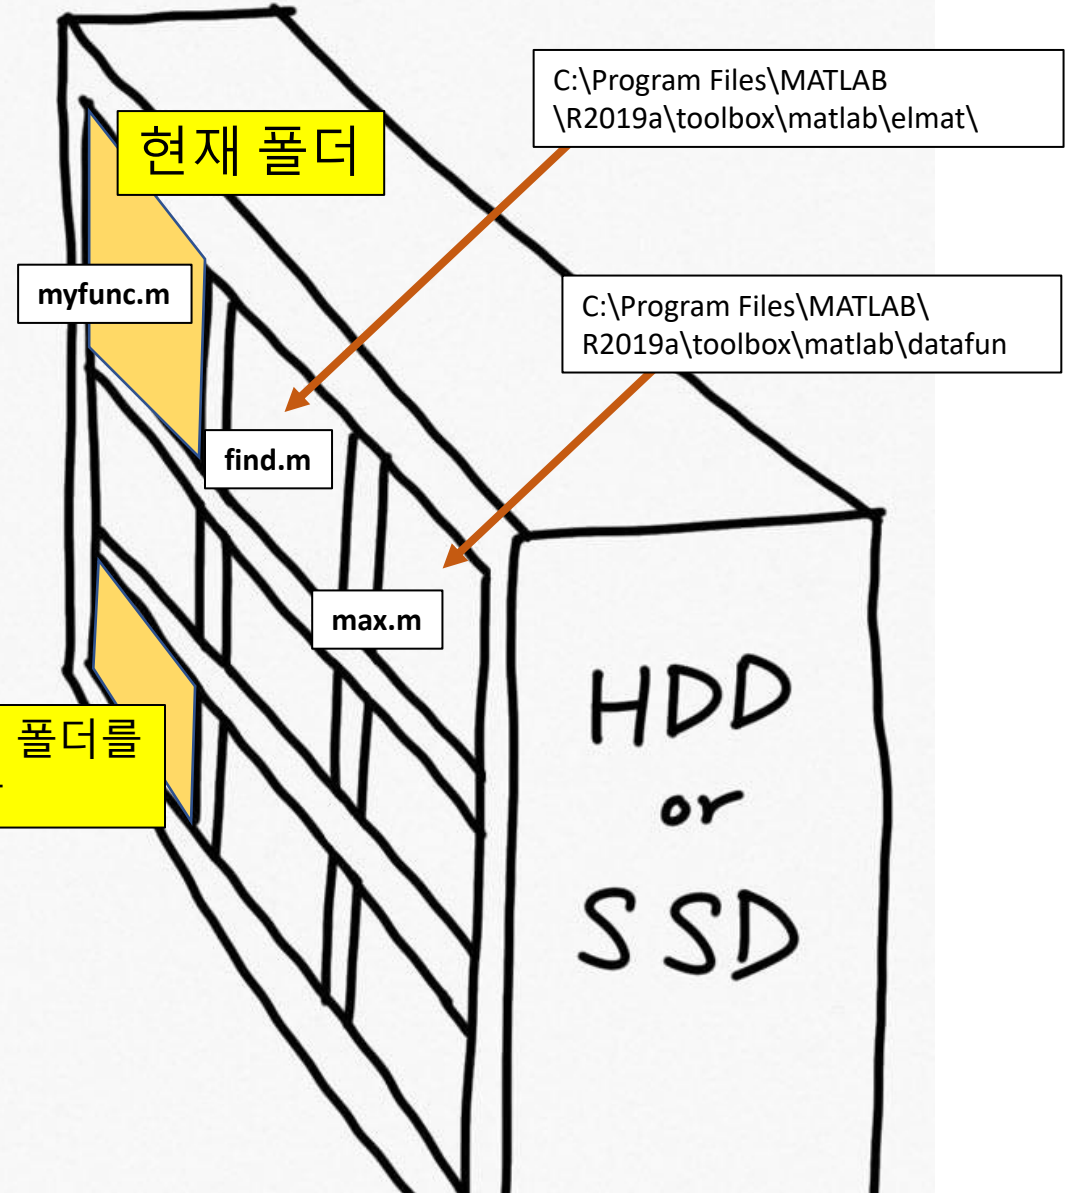 C:\Program Files\MATLAB
\R2019a\toolbox\matlab\elmat\
현재 폴더
myfunc.m
C:\Program Files\MATLAB\
R2019a\toolbox\matlab\datafun
find.m
max.m
HDD
or
SSD
폴더를